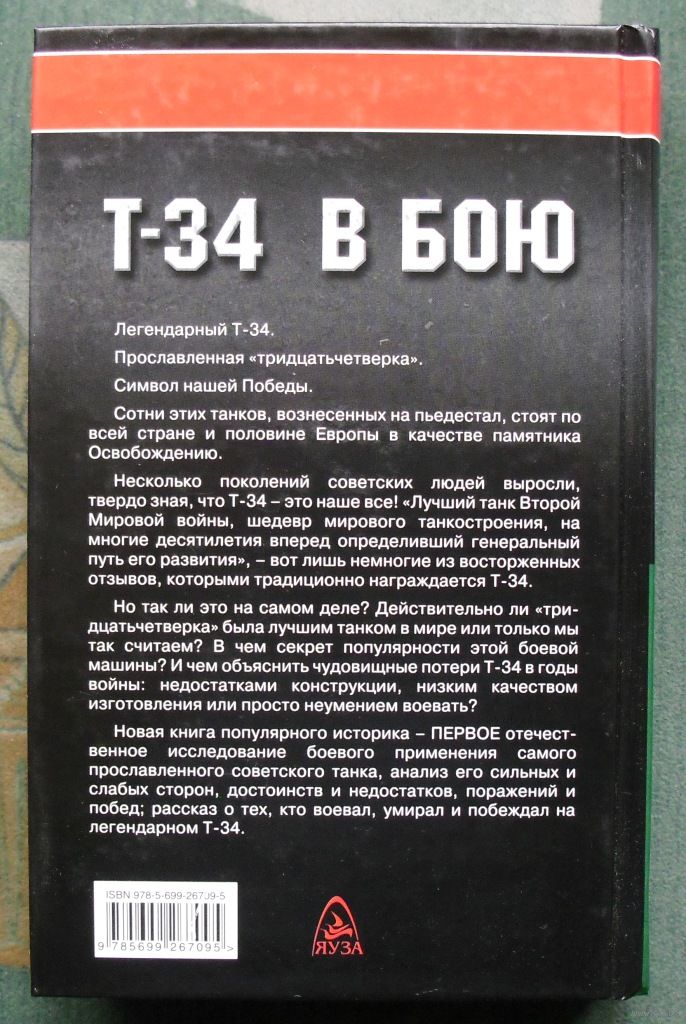 Т-34 В БОЮ
Легендарный Т-34.
Прославленная «тридцатьчетверка».
Символ нашей Победы.
Сотни этих танков, вознесенных на пьедестал, стоят по
всей стране и половине Европы в качестве памятника
Освобождению.
Несколько поколений советских людей выросли,
твердо зная, что Т-34 – это наше все! «Лучший танк Второй
Мировой войны, шедевр мирового танкостроения, на
многие десятилетия вперед определивший генеральный
путь его развития», – вот лишь немногие из восторженных
отзывов, которыми традиционно награждается Т-34.
Но так ли это на самом деле? Действительно ли «три-
дцатьчетверка» была лучшим танком в мире или только мы
так считаем? В чем секрет популярности этой боевой
машины? И чем объяснить чудовищные потери Т-34 в годы
войны: недостатками конструкции, низким качеством
изготовления или просто неумением воевать?
Новая книга популярного историка – ПЕРВОЕ отечест-
венное исследование боевого применения самого
прославленного советского танка, анализ его сильных и
слабых сторон, достоинств и недостатков, поражений и
побед; рассказ о тех, кто воевал, умирал и побеждал на
легендарном Т-34.
ISBN 978-5-699-26709-5
9 785699 267095 >
ЯУЗА